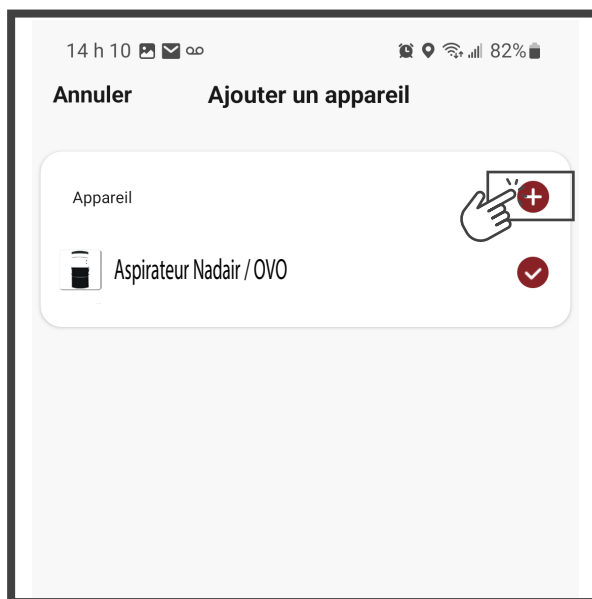 14 h 10 82%
Annuler Ajouter un appareil
Appareil
Aspirateur Nadair / OVO